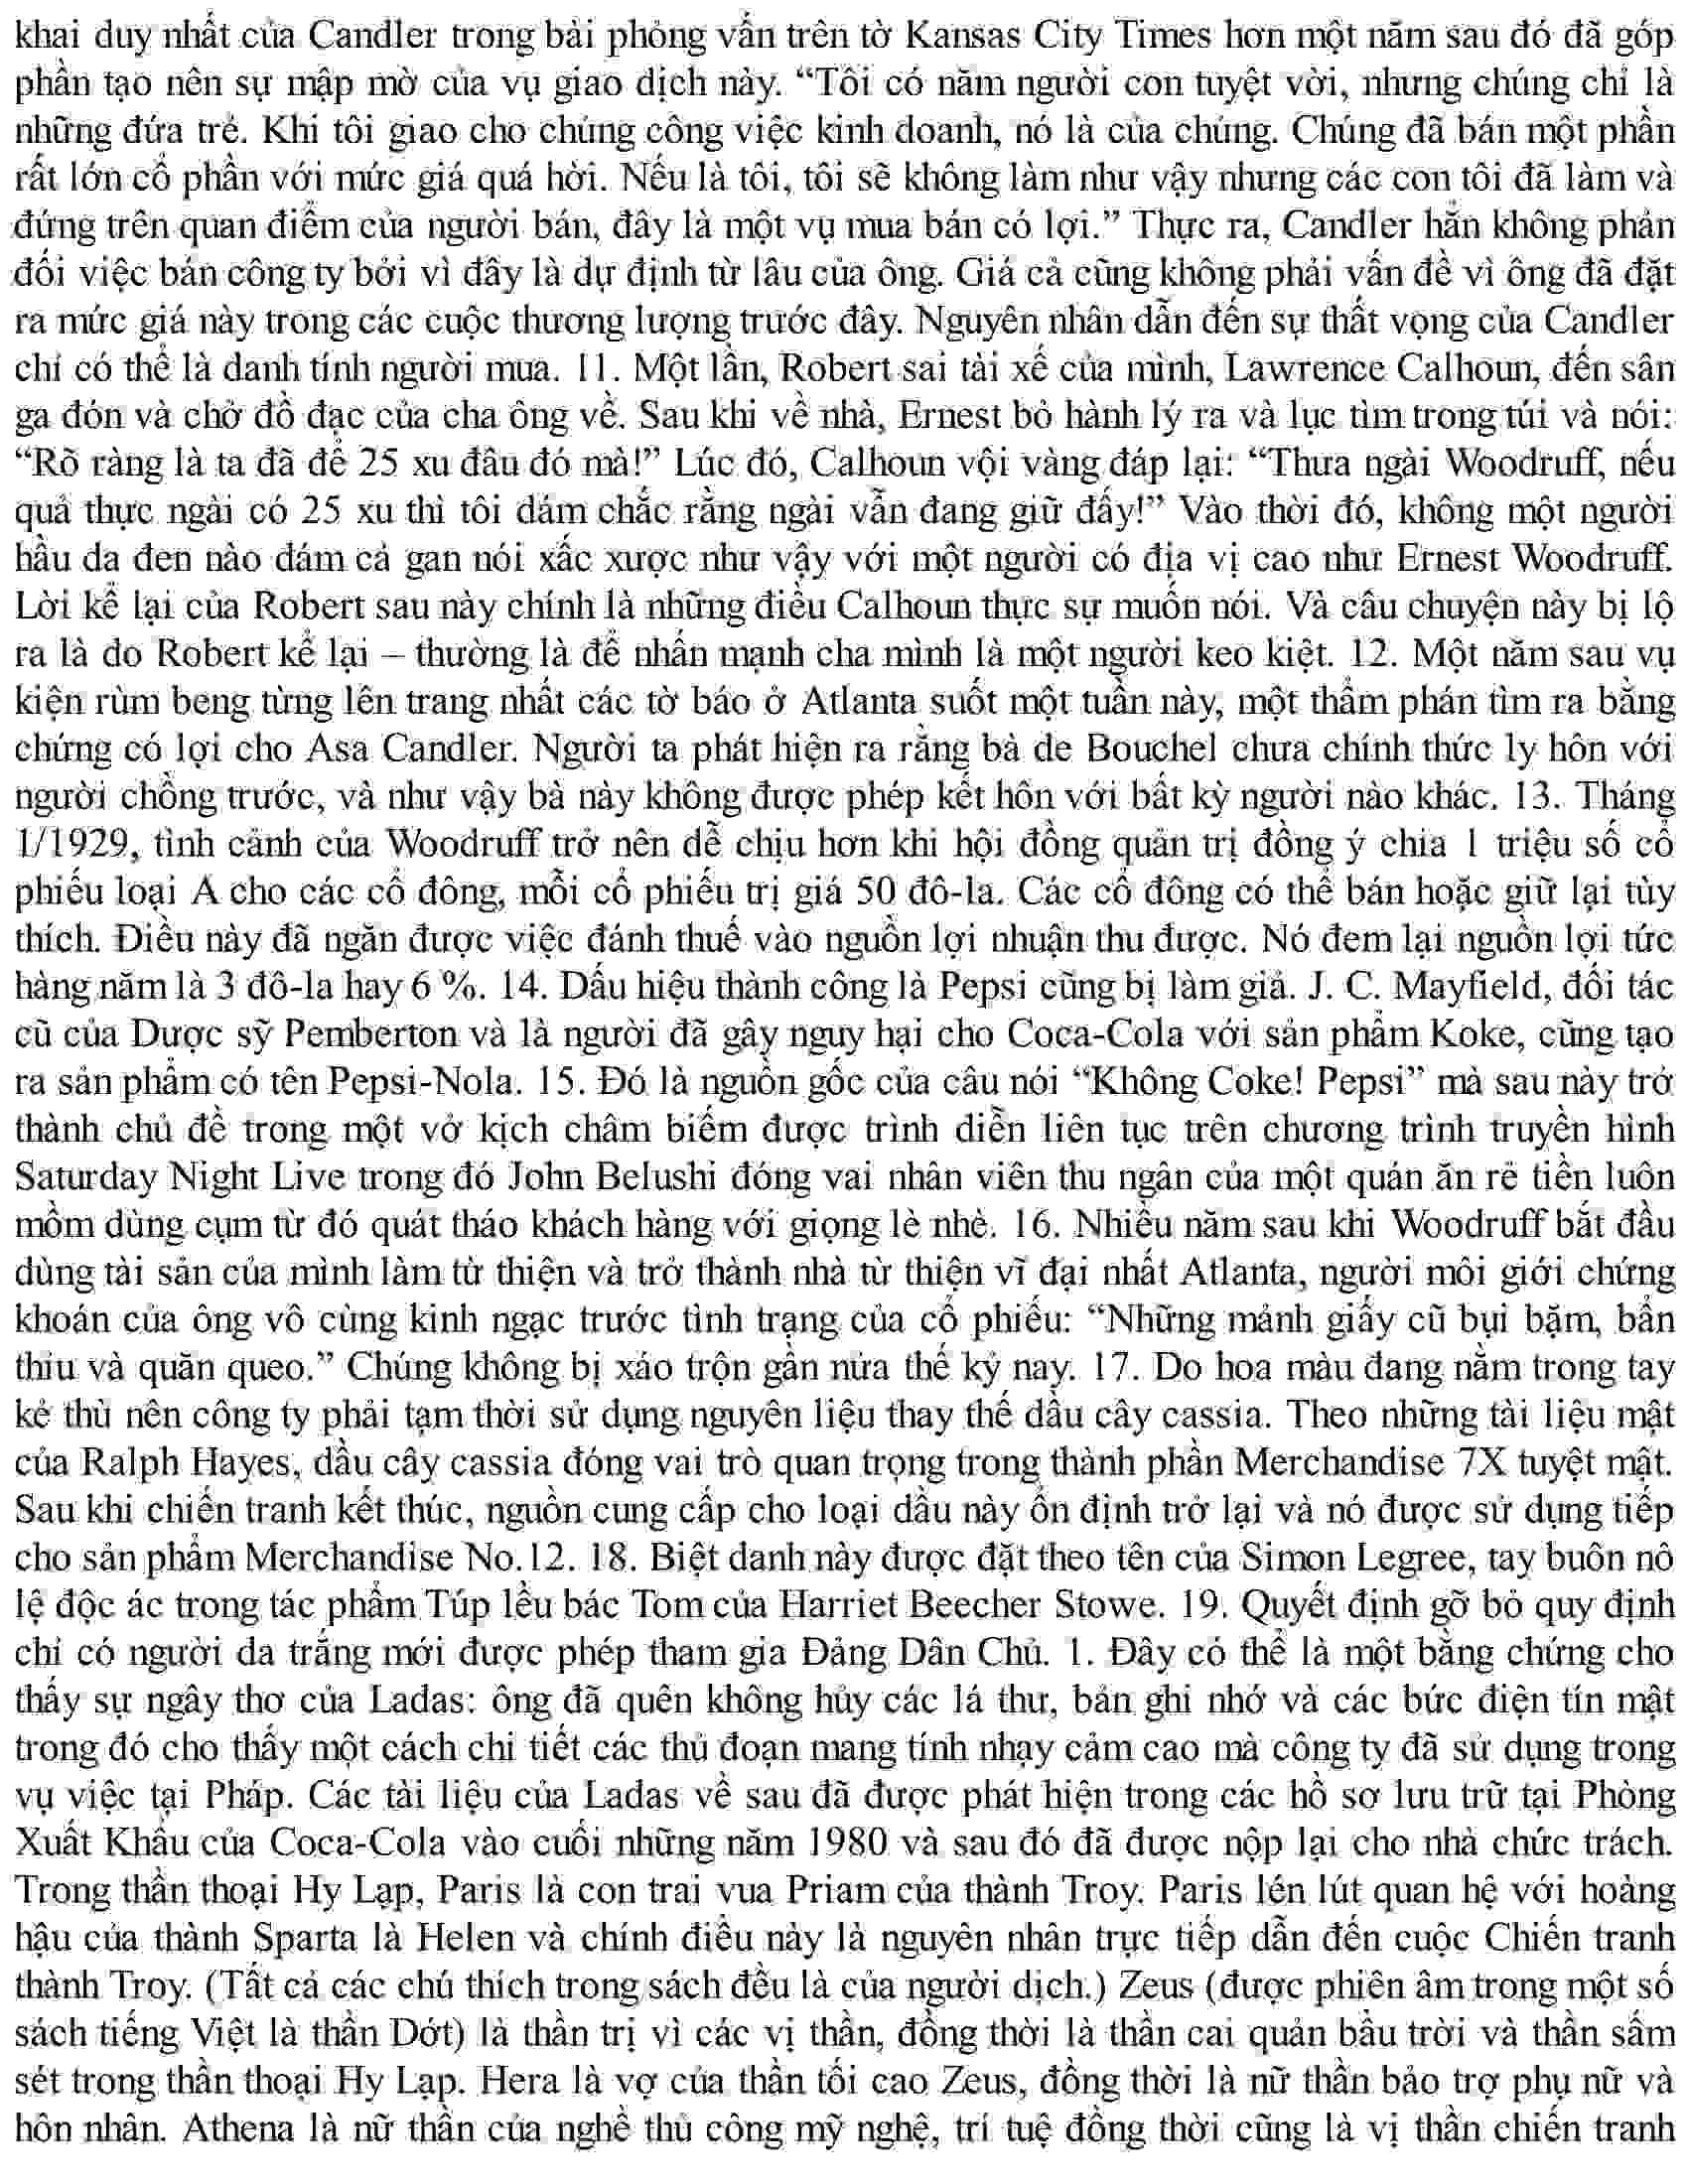 khai duy nhất của Candler trong bài phỏng vấn trên tờ Kansas City Times hơn một năm sau đó đã góp
phần tạo nên sự mập mờ của vụ giao dịch này. “Tôi có năm người con tuyệt vời, nhưng chúng chỉ là
những đứa trẻ. Khi tôi giao cho chúng công việc kinh doanh, nó là của chúng. Chúng đã bán một phần
rất lớn cổ phần với mức giá quá hời. Nếu là tôi, tôi sẽ không làm như vậy nhưng các con tôi đã làm và
đứng trên quan điểm của người bán, đây là một vụ mua bán có lợi.” Thực ra, Candler hẳn không phản
đối việc bán công ty bởi vì đây là dự định từ lâu của ông. Giá cả cũng không phải vấn đề vì ông đã đặt
ra mức giá này trong các cuộc thương lượng trước đây. Nguyên nhân dẫn đến sự thất vọng của Candler
chỉ có thể là danh tính người mua. 11. Một lần, Robert sai tài xế của mình, Lawrence Calhoun, đến sân
ga đón và chở đồ đạc của cha ông về. Sau khi về nhà, Ernest bỏ hành lý ra và lục tìm trong túi và nói:
“Rõ ràng là ta đã để 25 xu đâu đó mà!” Lúc đó, Calhoun vội vàng đáp lại: “Thưa ngài Woodruff, nếu
quả thực ngài có 25 xu thì tôi dám chắc rằng ngài vẫn đang giữ đấy!” Vào thời đó, không một người
hầu da đen nào dám cả gan nói xấc xược như vậy với một người có địa vị cao như Ernest Woodruff.
Lời kể lại của Robert sau này chính là những điều Calhoun thực sự muốn nói. Và câu chuyện này bị lộ
ra là do Robert kể lại – thường là để nhấn mạnh cha mình là một người keo kiệt. 12. Một năm sau vụ
kiện rùm beng từng lên trang nhất các tờ báo ở Atlanta suốt một tuần này, một thẩm phán tìm ra bằng
chứng có lợi cho Asa Candler. Người ta phát hiện ra rằng bà de Bouchel chưa chính thức ly hôn với
người chồng trước, và như vậy bà này không được phép kết hôn với bất kỳ người nào khác. 13. Tháng
1/1929, tình cảnh của Woodruff trở nên dễ chịu hơn khi hội đồng quản trị đồng ý chia 1 triệu số cổ
phiếu loại A cho các cổ đông, mỗi cổ phiếu trị giá 50 đô-la. Các cổ đông có thể bán hoặc giữ lại tùy
thích. Điều này đã ngăn được việc đánh thuế vào nguồn lợi nhuận thu được. Nó đem lại nguồn lợi tức
hàng năm là 3 đô-la hay 6 %. 14. Dấu hiệu thành công là Pepsi cũng bị làm giả. J. C. Mayfield, đối tác
cũ của Dược sỹ Pemberton và là người đã gây nguy hại cho Coca-Cola với sản phẩm Koke, cũng tạo
ra sản phẩm có tên Pepsi-Nola. 15. Đó là nguồn gốc của câu nói “Không Coke! Pepsi” mà sau này trở
thành chủ đề trong một vở kịch châm biếm được trình diễn liên tục trên chương trình truyền hình
Saturday Night Live trong đó John Belushi đóng vai nhân viên thu ngân của một quán ăn rẻ tiền luôn
mồm dùng cụm từ đó quát tháo khách hàng với giọng lè nhè. 16. Nhiều năm sau khi Woodruff bắt đầu
dùng tài sản của mình làm từ thiện và trở thành nhà từ thiện vĩ đại nhất Atlanta, người môi giới chứng
khoán của ông vô cùng kinh ngạc trước tình trạng của cổ phiếu: “Những mảnh giấy cũ bụi bặm, bẩn
thỉu và quăn queo.” Chúng không bị xáo trộn gần nửa thế kỷ nay. 17. Do hoa màu đang nằm trong tay
kẻ thù nên công ty phải tạm thời sử dụng nguyên liệu thay thế dầu cây cassia. Theo những tài liệu mật
của Ralph Hayes, dầu cây cassia đóng vai trò quan trọng trong thành phần Merchandise 7X tuyệt mật.
Sau khi chiến tranh kết thúc, nguồn cung cấp cho loại dầu này ổn định trở lại và nó được sử dụng tiếp
cho sản phẩm Merchandise No.12. 18. Biệt danh này được đặt theo tên của Simon Legree, tay buôn nô
lệ độc ác trong tác phẩm Túp lều bác Tom của Harriet Beecher Stowe. 19. Quyết định gỡ bỏ quy định
chỉ có người da trắng mới được phép tham gia Đảng Dân Chủ. 1. Đây có thể là một bằng chứng cho
thấy sự ngây thơ của Ladas: ông đã quên không hủy các lá thư, bản ghi nhớ và các bức điện tín mật
trong đó cho thấy một cách chi tiết các thủ đoạn mang tính nhạy cảm cao mà công ty đã sử dụng trong
vụ việc tại Pháp. Các tài liệu của Ladas về sau đã được phát hiện trong các hồ sơ lưu trữ tại Phòng
Xuất Khẩu của Coca-Cola vào cuối những năm 1980 và sau đó đã được nộp lại cho nhà chức trách.
Trong thần thoại Hy Lạp, Paris là con trai vua Priam của thành Troy. Paris lén lút quan hệ với hoàng
hậu của thành Sparta là Helen và chính điều này là nguyên nhân trực tiếp dẫn đến cuộc Chiến tranh
thành Troy. (Tất cả các chú thích trong sách đều là của người dịch.) Zeus (được phiên âm trong một số
sách tiếng Việt là thần Dớt) là thần trị vì các vị thần, đồng thời là thần cai quản bầu trời và thần sấm
sét trong thần thoại Hy Lạp. Hera là vợ của thần tối cao Zeus, đồng thời là nữ thần bảo trợ phụ nữ và
hôn nhân. Athena là nữ thần của nghề thủ công mỹ nghệ, trí tuệ đồng thời cũng là vị thần chiến tranh